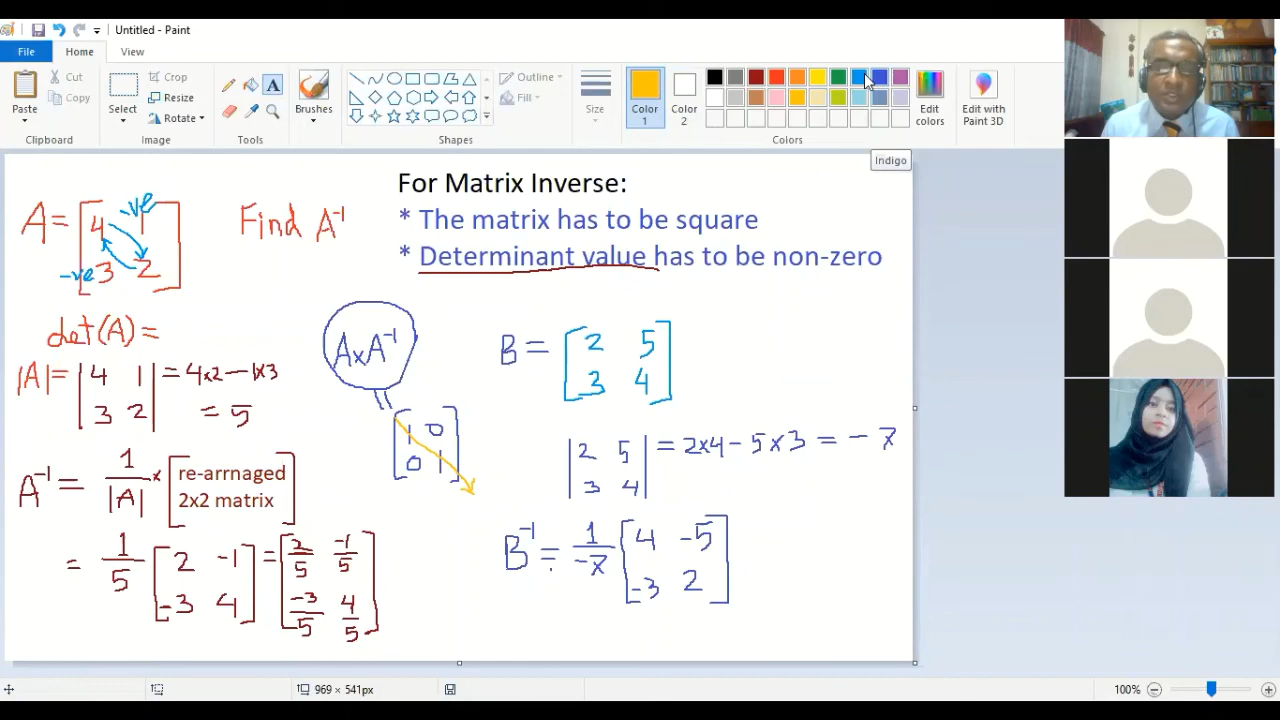 Untitled - Paint
File Home View
Paste
Cut
Copy
Clipboard
Select
Crop
Resize
Rotate
Image
Tools
Brushes
Outline
Fill
Shapes
Size
Color 1
Color 2
Edit colors
Colors
Edit with Paint 3D
Indigo
A = [4 1
3 2]
-ve
-ve
Find A⁻¹
For Matrix Inverse:
* The matrix has to be square
* Determinant value has to be non-zero
det(A) =
|A| = |4 1| = 4x2 - 1x3
|3 2| = 5
A⁻¹ = 1/|A| x [re-arrnaged
2x2 matrix]
= 1/5 [2 -1
-3 4] = [2/5 -1/5
-3/5 4/5]
AxA⁻¹
[1 0
0 1]
B = [2 5
3 4]
|2 5
3 4| = 2x4 - 5x3 = -7
B⁻¹ = 1/-7 [4 -5
-3 2]
969 × 541px
100%